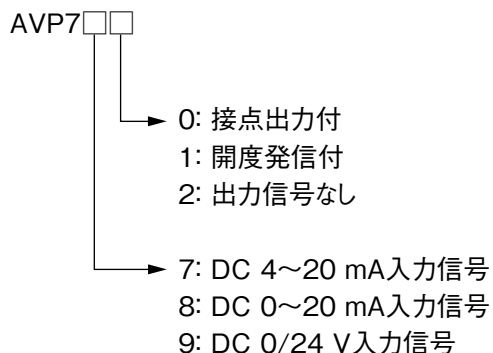 AVP7□□
0: 接点出力付
1: 開度発信付
2: 出力信号なし
7: DC 4～20 mA入力信号
8: DC 0～20 mA入力信号
9: DC 0/24 V入力信号